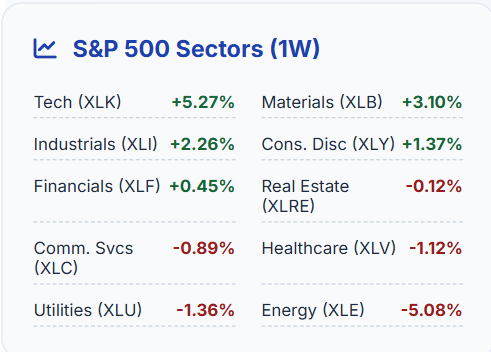 S&P 500 Sectors (1W)
Tech (XLK) +5.27% Materials (XLB) +3.10%
Industrials (XLI) +2.26% Cons. Disc (XLY) +1.37%
Financials (XLF) +0.45% Real Estate (XLRE) -0.12%
Comm. Svcs (XLC) -0.89% Healthcare (XLV) -1.12%
Utilities (XLU) -1.36% Energy (XLE) -5.08%